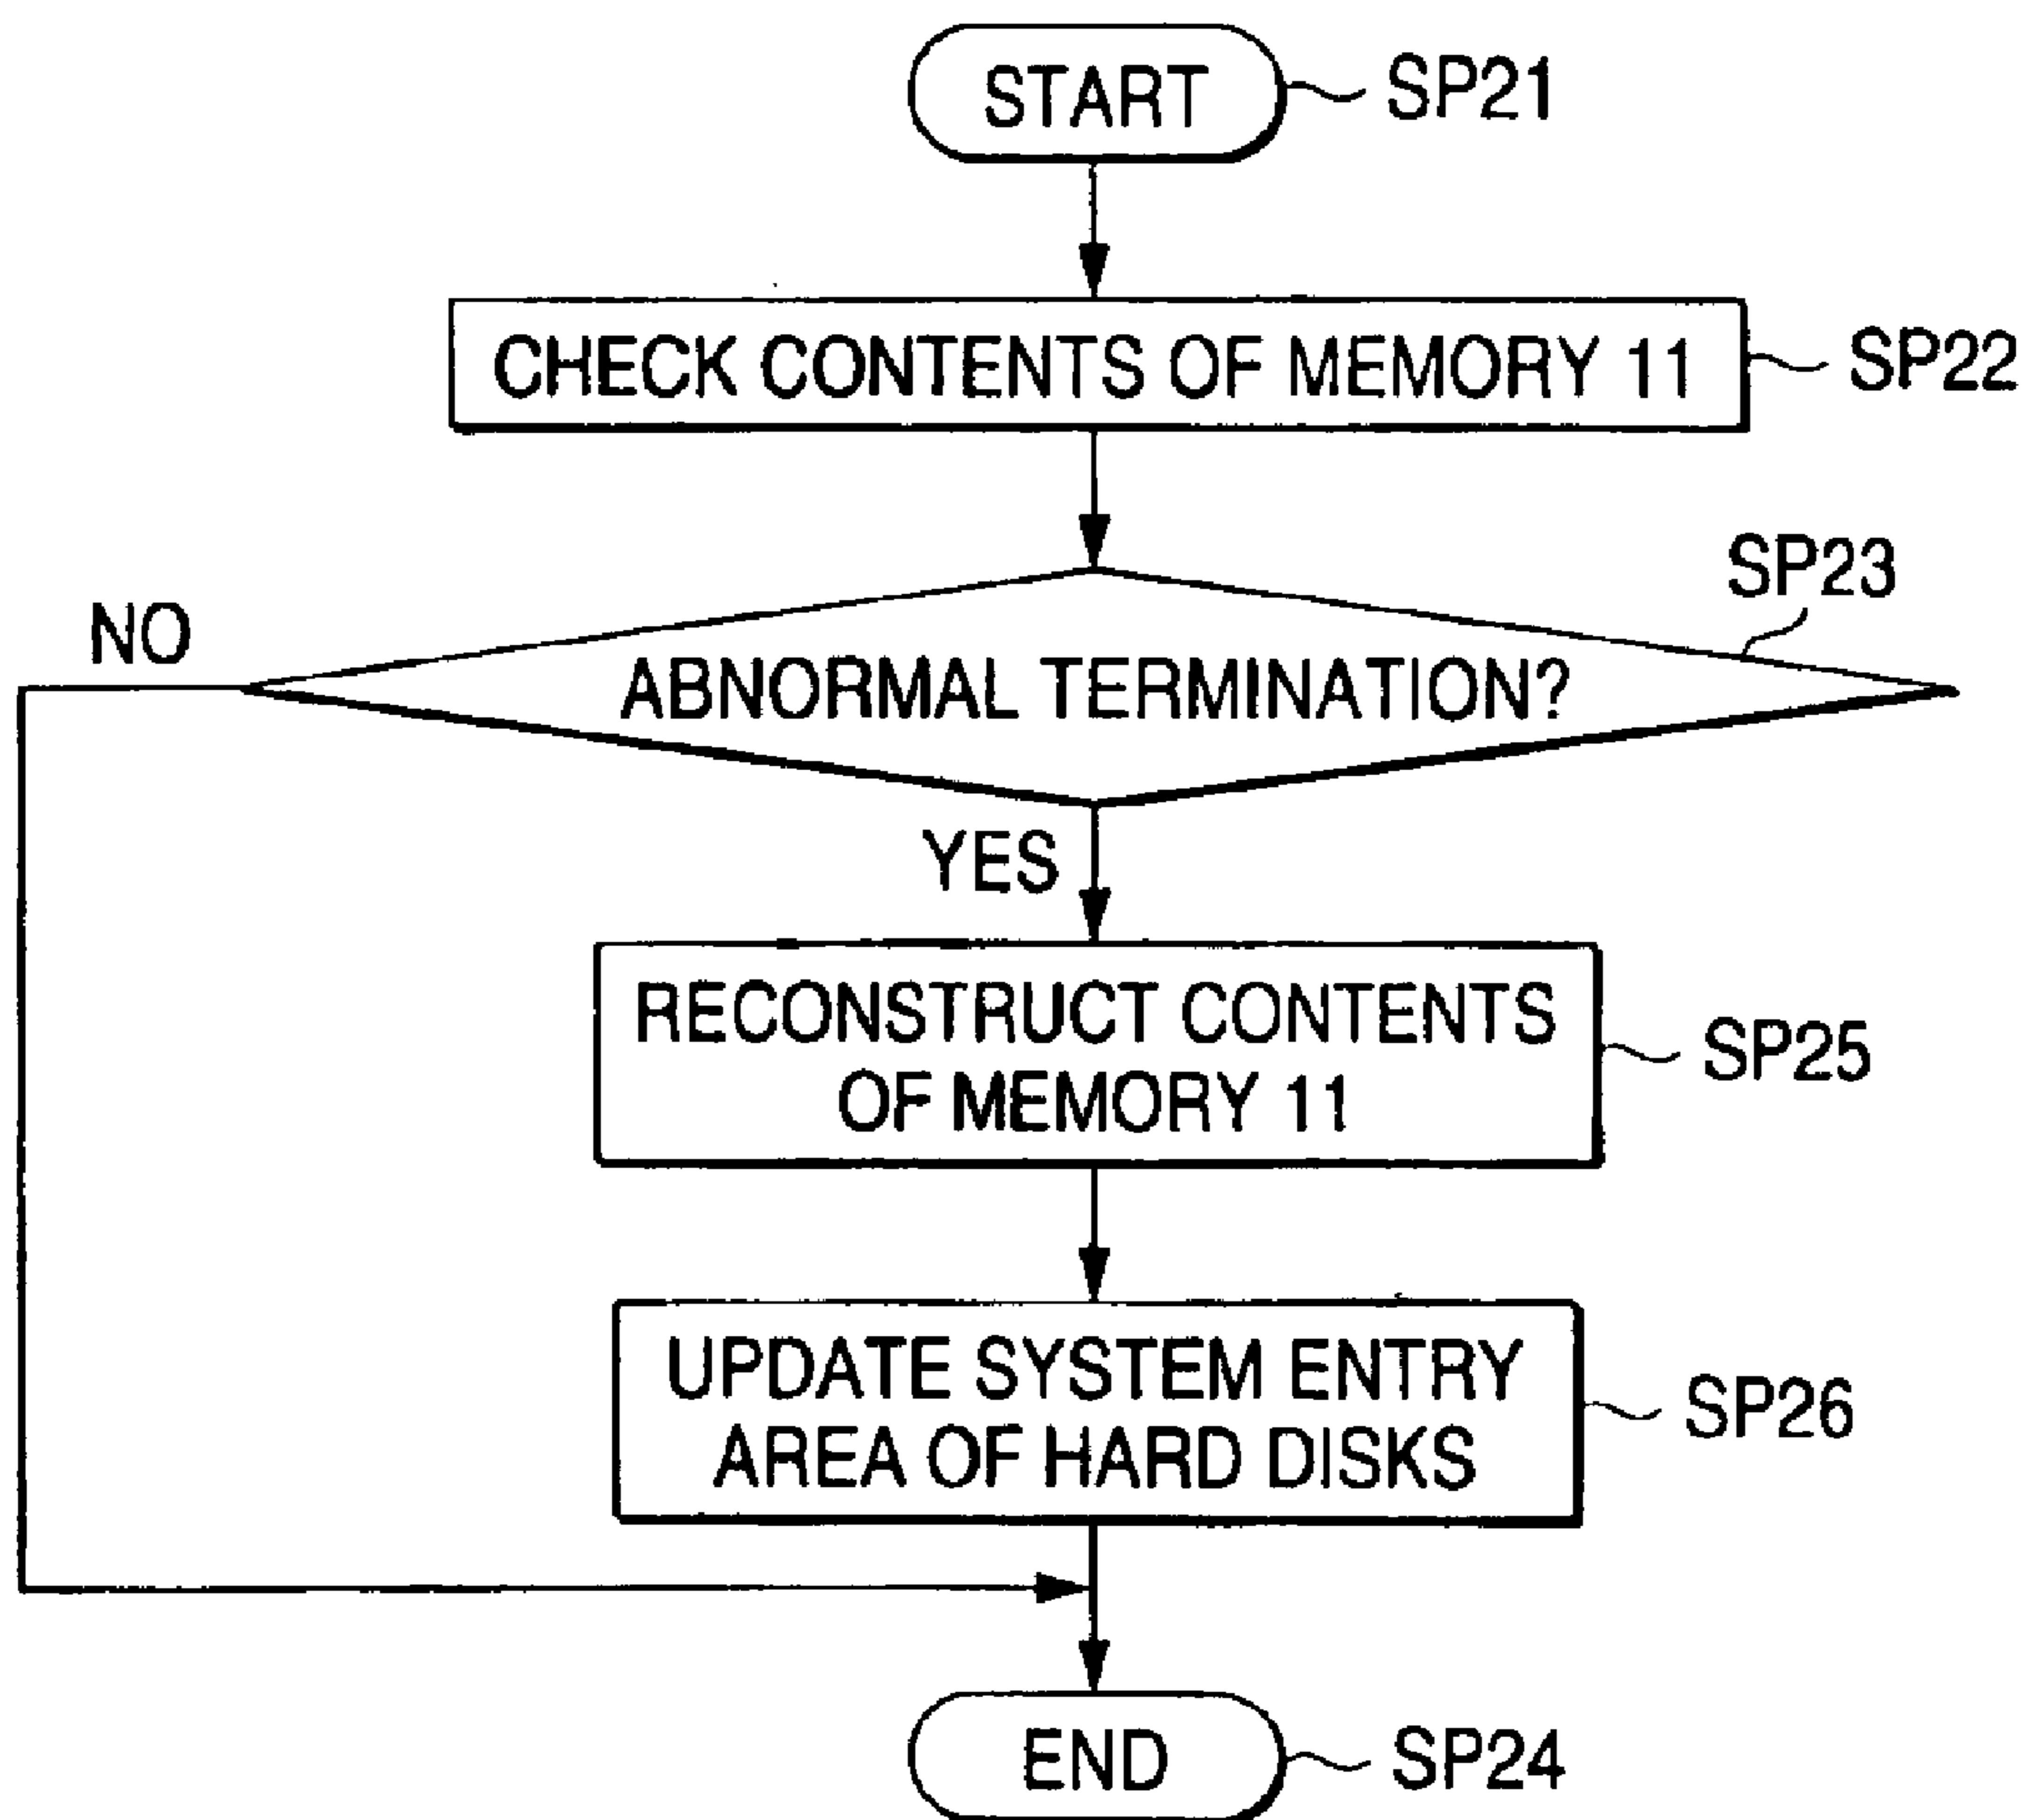 START
SP21
CHECK CONTENTS OF MEMORY 11
SP22
SP23
NO
ABNORMAL TERMINATION?
YES
RECONSTRUCT CONTENTS
OF MEMORY 11
SP25
UPDATE SYSTEM ENTRY
AREA OF HARD DISKS
SP26
END
SP24